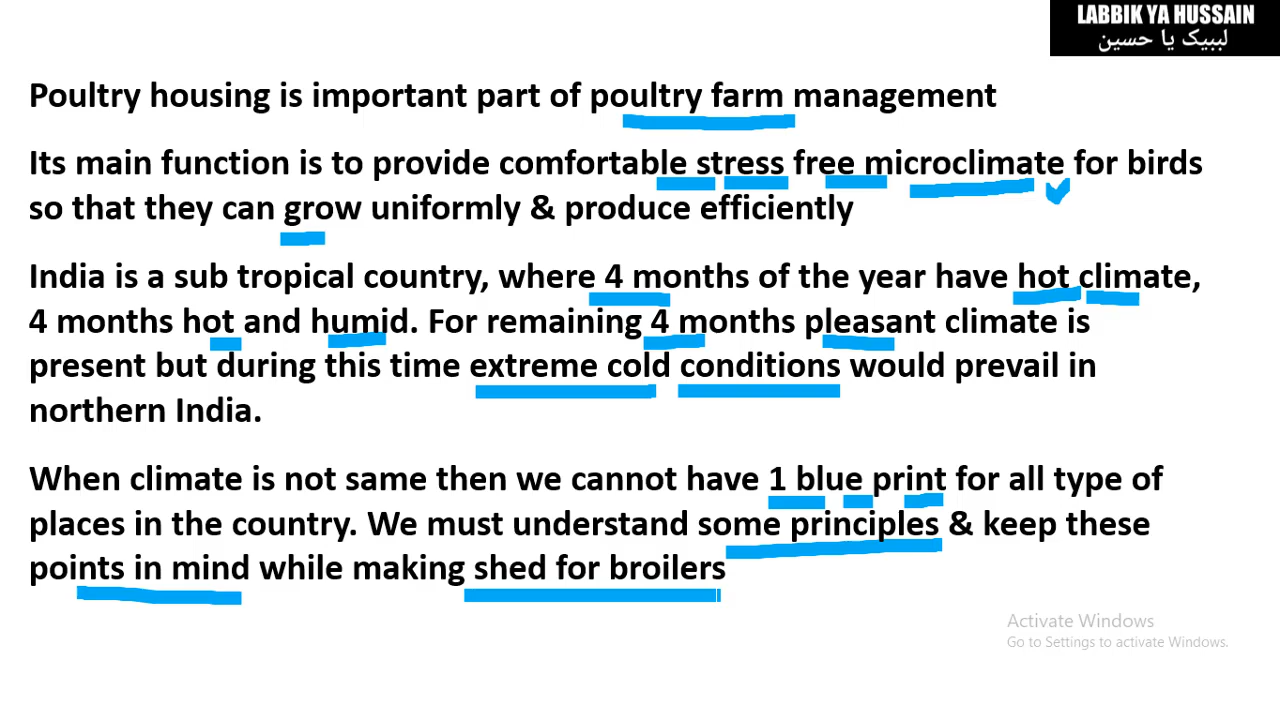 LABBIK YA HUSSAIN
لبیک یا حسین
Poultry housing is important part of poultry farm management
Its main function is to provide comfortable stress free microclimate for birds
so that they can grow uniformly & produce efficiently
India is a sub tropical country, where 4 months of the year have hot climate,
4 months hot and humid. For remaining 4 months pleasant climate is
present but during this time extreme cold conditions would prevail in
northern India.
When climate is not same then we cannot have 1 blue print for all type of
places in the country. We must understand some principles & keep these
points in mind while making shed for broilers
Activate Windows
Go to Settings to activate Windows.